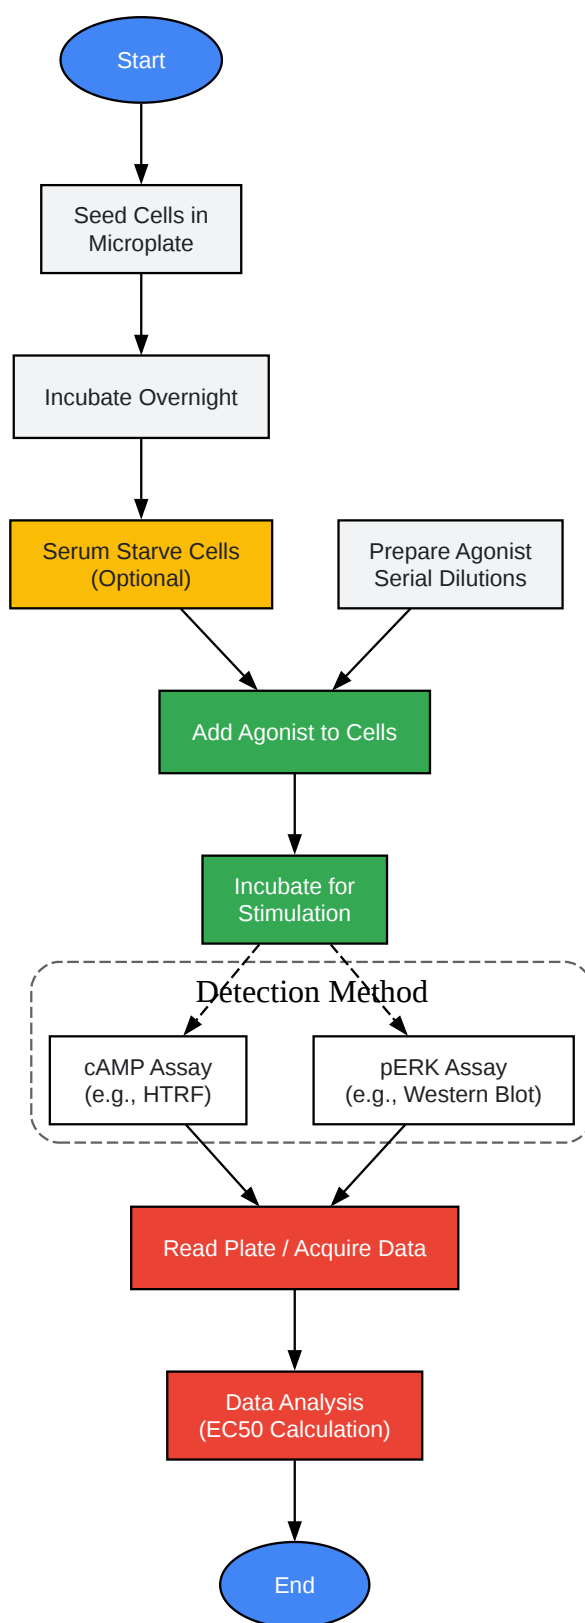 Start
Seed Cells in
Microplate
Incubate Overnight
Serum Starve Cells
(Optional)
Prepare Agonist
Serial Dilutions
Add Agonist to Cells
Incubate for
Stimulation
Detection Method
cAMP Assay
(e.g., HTRF)
pERK Assay
(e.g., Western Blot)
Read Plate / Acquire Data
Data Analysis
(EC50 Calculation)
End